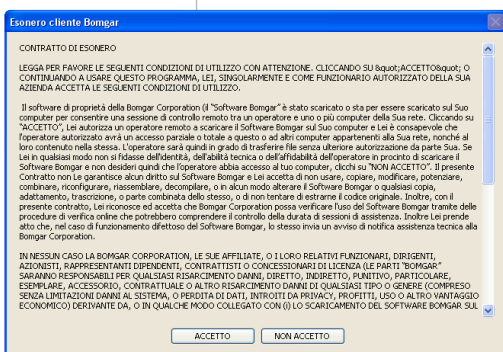 Esonero cliente Bomgar
CONTRATTO DI ESONERO
LEGGA PER FAVORE LE SEGUENTI CONDIZIONI DI UTILIZZO CON ATTENZIONE. CLICCANDO SU &quot;ACCETTO&quot; O
CONTINUANDO A USARE QUESTO PROGRAMMA, LEI, SINGOLARMENTE E COME FUNZIONARIO AUTORIZZATO DELLA SUA
AZIENDA ACCETTA LE SEGUENTI CONDIZIONI DI UTILIZZO.
Il software di proprietà della Bomgar Corporation (il "Software Bomgar" è stato scaricato o sta per essere scaricato sul Suo
computer per consentire una sessione di controllo remoto tra un operatore e uno o più computer della Sua rete. Cliccando su
"ACCETTO", Lei autorizza un operatore remoto a scaricare il Software Bomgar sul Suo computer e Lei è consapevole che
l'operatore autorizzato avrà un accesso parziale o totale a questo o ad altri computer appartenenti alla Sua rete, nonché al
loro contenuto nella stessa. L'operatore sarà quindi in grado di trasferire file senza ulteriore autorizzazione da parte Sua. Se
Lei in qualsiasi modo non si fidasse dell'identità, dell'abilità tecnica o dell'affidabilità dell'operatore in procinto di scaricare il
Software Bomgar e non desideri quindi che l'operatore abbia accesso al tuo computer, clicchi su "NON ACCETTO". Il presente
Contratto non Le garantisce alcun diritto sul Software Bomgar e Lei accetta di non usare, copiare, modificare, potenziare,
combinare, riconfigurare, riassemblare, decompilare, o in alcun modo alterare il Software Bomgar o qualsiasi copia,
adattamento, trascrizione, o parte combinata dello stesso, o di non tentare di estrarne il codice originale. Inoltre, con il
presente contratto, Lei riconosce ed accetta che Bomgar Corporation possa verificare l'uso del Software Bomgar tramite delle
procedure di verifica online che potrebbero comprendere il controllo della durata di sessioni di assistenza. Inoltre Lei prende
atto che, nel caso di funzionamento difettoso del Software Bomgar, lo stesso invia un avviso di notifica assistenza tecnica alla
Bomgar Corporation.
IN NESSUN CASO LA BOMGAR CORPORATION, LE SUE AFFILIATE, O I LORO RELATIVI FUNZIONARI, DIRIGENTI,
AZIONISTI, RAPPRESENTANTI DIPENDENTI, CONTRATTISTI O CONCESSIONARI DI LICENZA (LE PARTI "BOMGAR"
SARANNO RESPONSABILI PER QUALSIASI RISARCIMENTO DANNI, DIRETTO, INDIRETTO, PUNITIVO, PARTICOLARE,
ESEMPLARE, ACCESSORIO, CONTRATTUALE O ALTRO RISARCIMENTO DANNI DI QUALSIASI TIPO O GENERE (COMPRESO
SENZA LIMITAZIONI DANNI AL SISTEMA, O PERDITA DI DATI, INTROITI DA PRIVACY, PROFITTI, USO O ALTRO VANTAGGIO
ECONOMICO) DERIVANTE DA, O IN QUALCHE MODO COLLEGATO CON (i) LO SCARICAMENTO DEL SOFTWARE BOMGAR SUL
ACCETTO NON ACCETTO